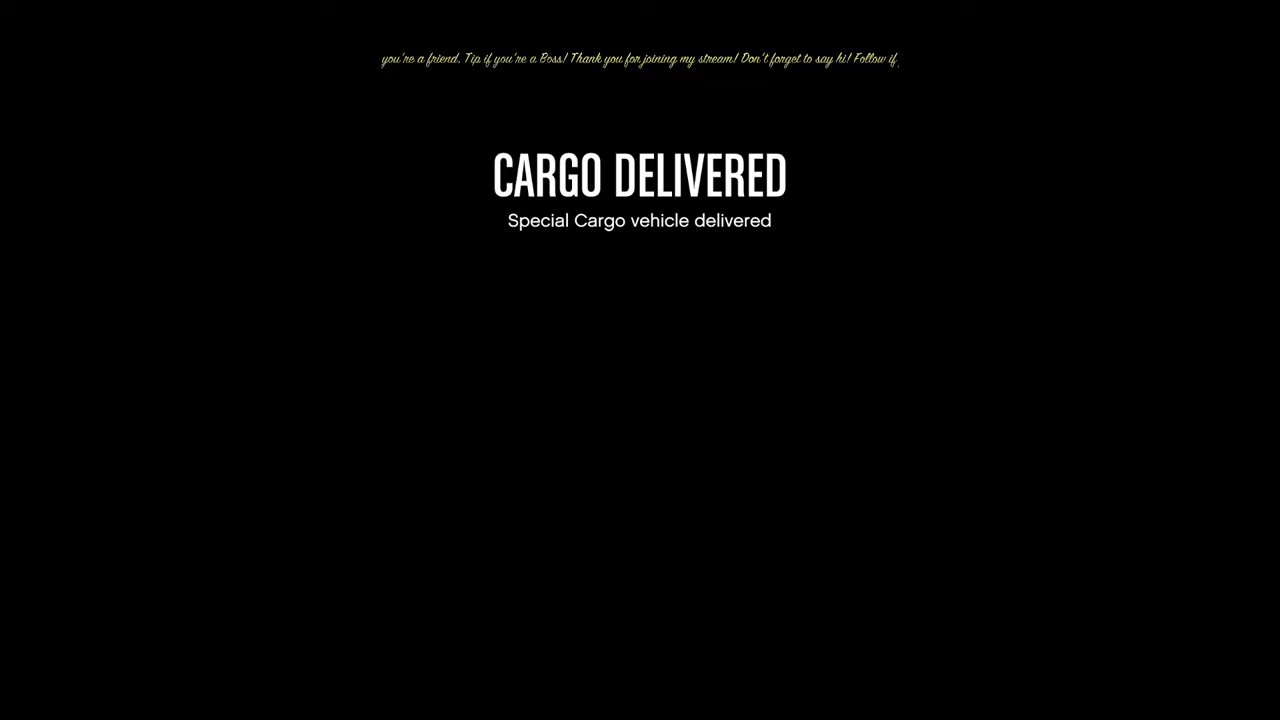 you're a friend, Tip if you're a Boss! Thank you for joining my stream! Don't forget to say hi! Follow if
CARGO DELIVERED
Special Cargo vehicle delivered